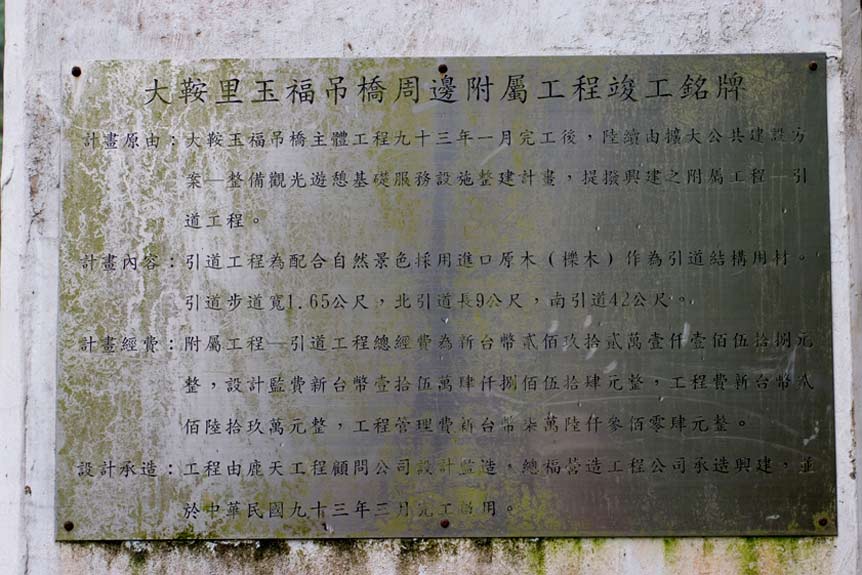 大鞍里玉福吊橋周邊附屬工程竣工銘牌
計畫原由：大鞍玉福吊橋主體工程九十三年一月完工後，陸續由擴大公共建設方
案—整備觀光遊憩基礎服務設施整建計畫，提撥興建之附屬工程—引
道工程。
計畫內容：引道工程為配合自然景色採用進口原木（櫟木）作為引道結構用材。
引道步道寬1.65公尺，北引道長9公尺，南引道42公尺。
計畫經費：附屬工程—引道工程總經費為新台幣貳佰玖拾貳萬壹仟壹佰伍拾捌元
整，設計監費新台幣壹拾伍萬肆仟捌佰伍拾肆元整，工程費新台幣貳
佰陸拾玖萬元整，工程管理費新台幣柒萬陸仟參佰零肆元整。
設計承造：工程由鹿天工程顧問公司設計監造，總福營造工程公司承造興建，並
於中華民國九十三年三月完工啟用。